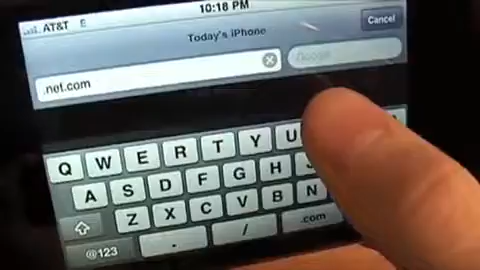 AT&T E 10:18 PM
Today's iPhone
Cancel
.net.com
Google
Q W E R T Y U
A S D F G H J
Z X C V B N
@123 . / .com